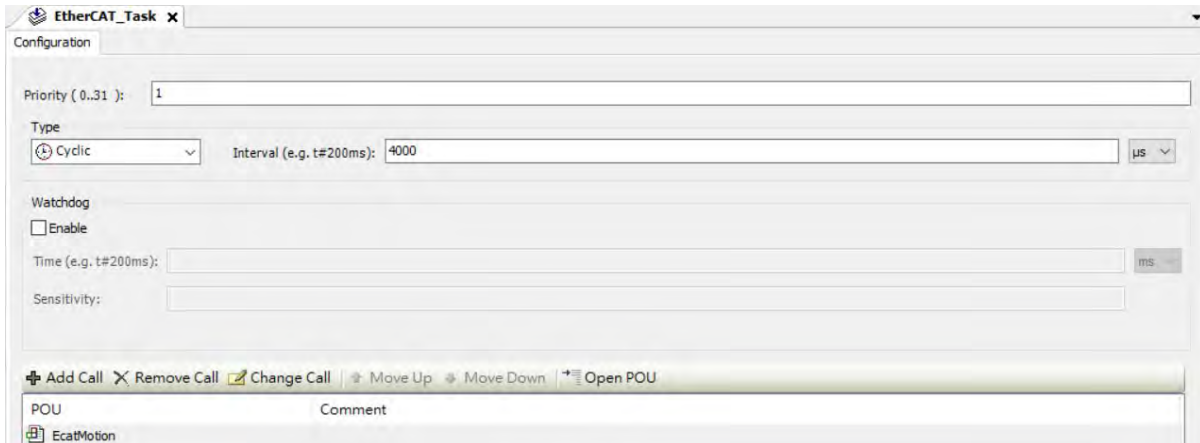 EtherCAT_Task
Configuration
Priority ( 0..31 ): 1
Type
Cyclic Interval (e.g. t#200ms): 4000 µs
Watchdog
Enable
Time (e.g. t#200ms): ms
Sensitivity:
Add Call Remove Call Change Call Move Up Move Down Open POU
POU Comment
EcatMotion